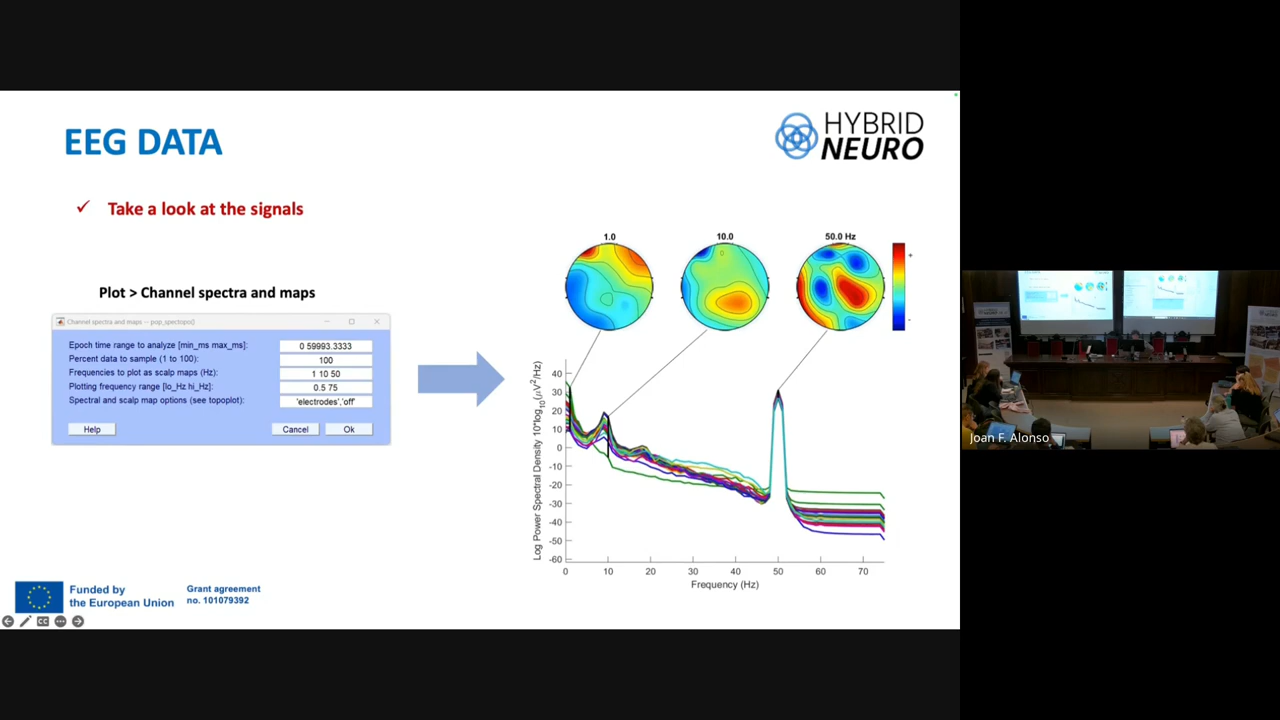 EEG DATA
HYBRID
NEURO
✓ Take a look at the signals
Plot > Channel spectra and maps
Channel spectra and maps -- pop_spectopo()
Epoch time range to analyze [min_ms max_ms]: 0 59993.3333
Percent data to sample (1 to 100): 100
Frequencies to plot as scalp maps (Hz): 1 10 50
Plotting frequency range [lo_Hz hi_Hz]: 0.5 75
Spectral and scalp map options (see topoplot): 'electrodes','off'
Help Cancel Ok
1.0 10.0 50.0 Hz
+
-
Log Power Spectral Density 10*log10(μV2/Hz)
40
30
20
10
0
-10
-20
-30
-40
-50
-60
0 10 20 30 40 50 60 70
Frequency (Hz)
Funded by
the European Union
Grant agreement
no. 101079392
CC
Joan F. Alonso